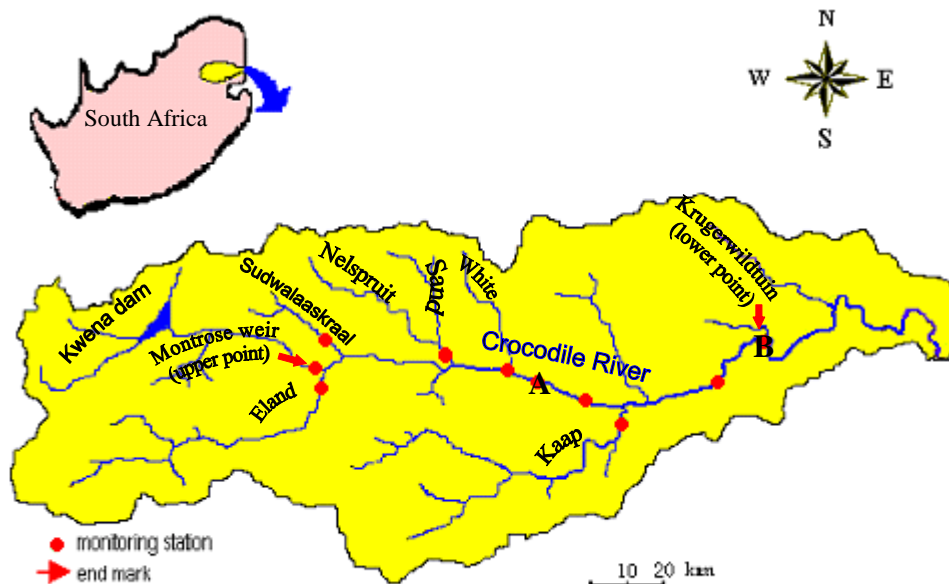 South Africa
N
W
E
S
Kwena dam
Sudwalaaskraal
Nelspruit
Sand
White
Krugerwildtuin
(lower point)
Montrose weir
(upper point)
Crocodile River
A
B
Eland
Kaap
monitoring station
end mark
10 20 km